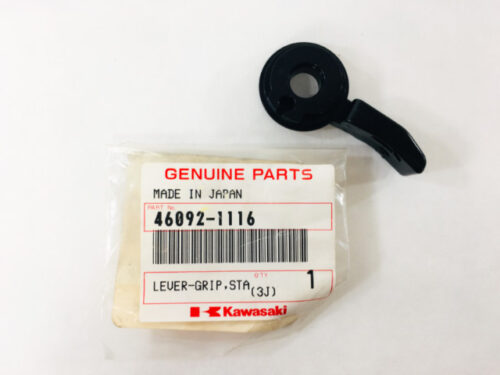 GENUINE PARTS
MADE IN JAPAN
PART No.
46092-1116
QTY
LEVER-GRIP,STA(3J) 1
Kawasaki